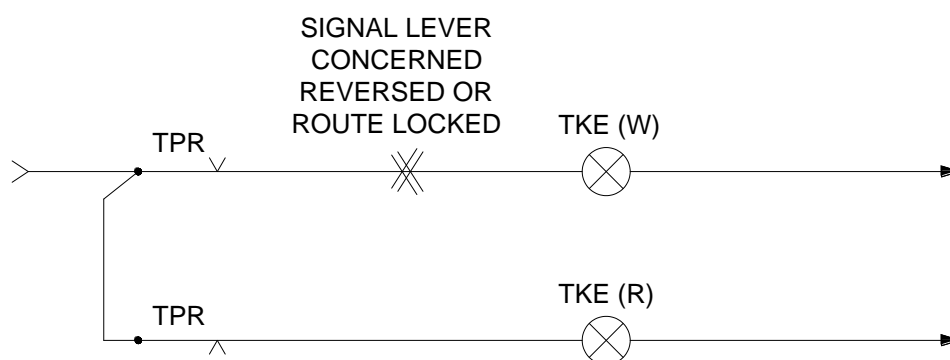 SIGNAL LEVER
CONCERNED
REVERSED OR
ROUTE LOCKED
TPR
TKE (W)
TPR
TKE (R)